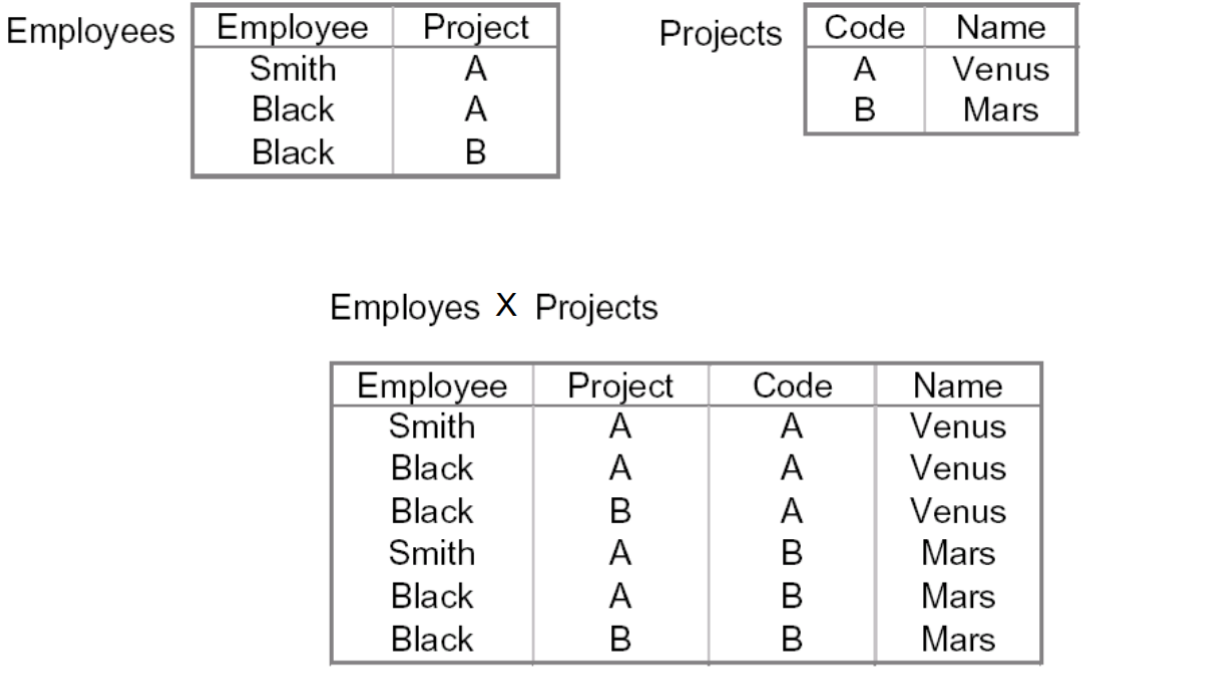 Employees Employee Project
Smith A
Black A
Black B
Projects Code Name
A Venus
B Mars
Employes X Projects
Employee Project Code Name
Smith A A Venus
Black A A Venus
Black B A Venus
Smith A B Mars
Black A B Mars
Black B B Mars